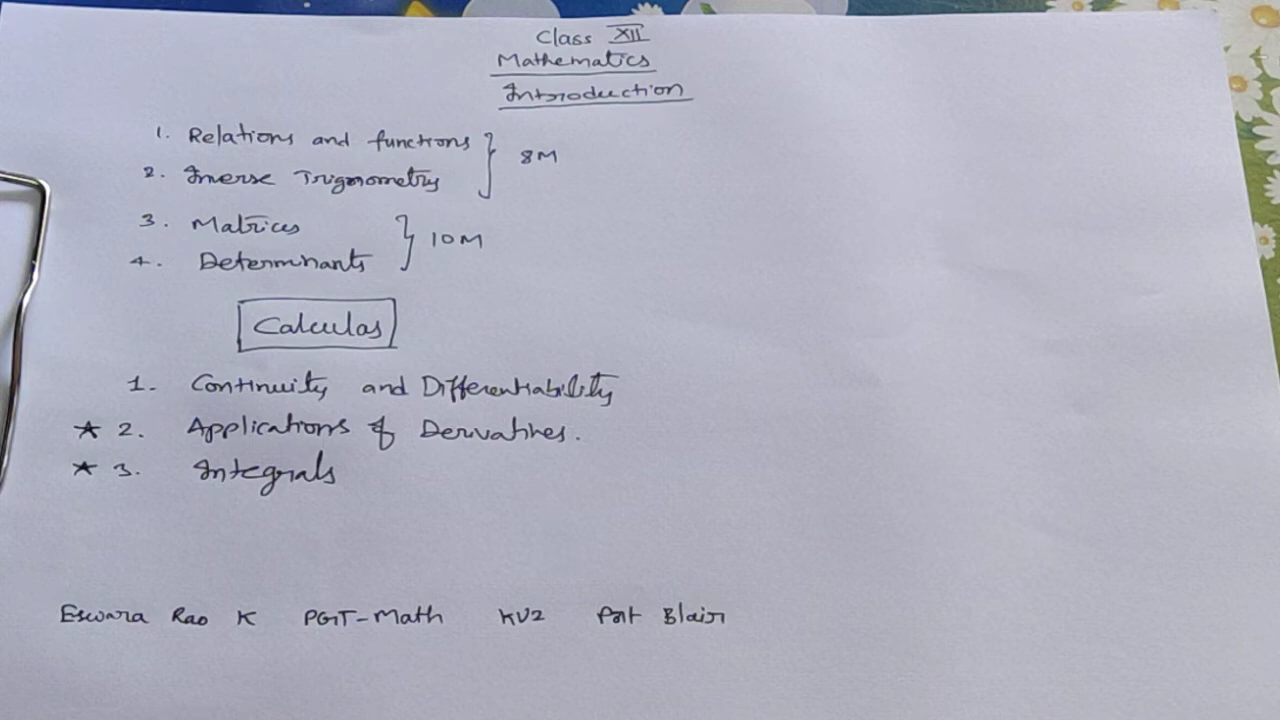 Class XII
Mathematics
Introduction
1. Relations and functions } 8M
2. Inverse Trigonometry
3. Matrices } 10M
4. Determinants
Calculas
1. Continuity and Differentiability
★ 2. Applications of Derivatives.
★ 3. Integrals
Eswara Rao K PGT-Math KV2 Port Blair